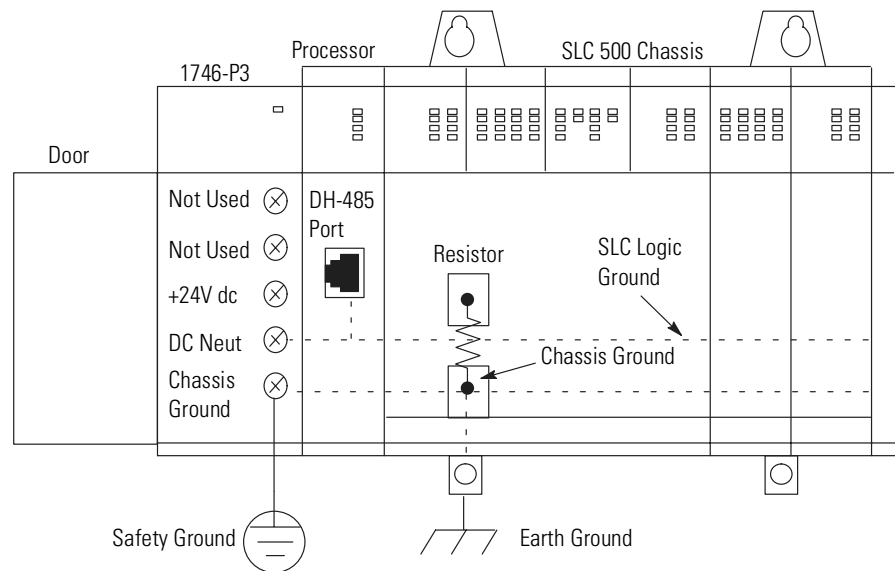 Processor
SLC 500 Chassis
1746-P3
Door
Not Used
DH-485
Port
Not Used
Resistor
SLC Logic
Ground
+24V dc
DC Neut
Chassis Ground
Chassis
Ground
Safety Ground
Earth Ground